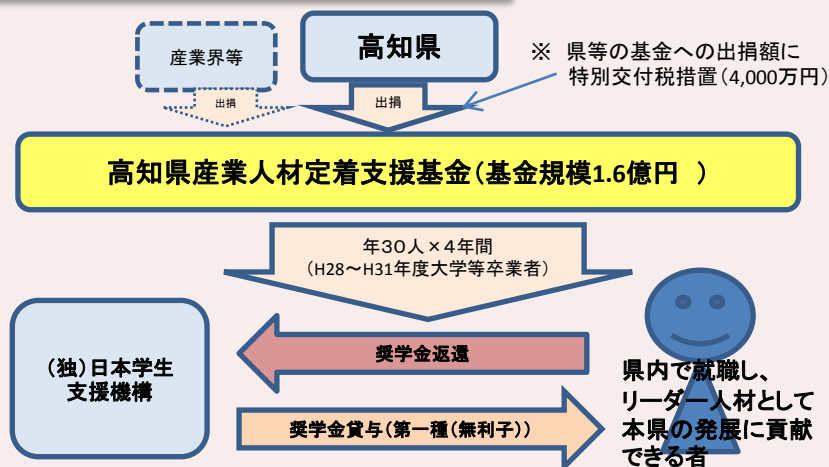 産業界等
高知県
※ 県等の基金への出捐額に
特別交付税措置(4,000万円)
出捐
出捐
高知県産業人材定着支援基金(基金規模1.6億円 )
年30人×4年間
(H28～H31年度大学等卒業者)
(独)日本学生
支援機構
奨学金返還
奨学金貸与(第一種(無利子))
県内で就職し、
リーダー人材として
本県の発展に貢献
できる者